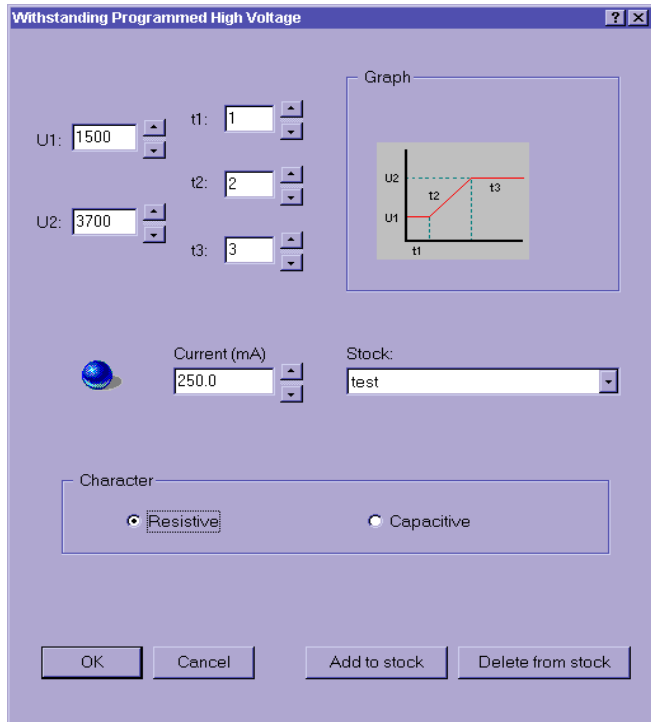 Withstanding Programmed High Voltage
U1: 1500
U2: 3700
t1: 1
t2: 2
t3: 3
Graph
U2
U1
t2
t3
t1
Current (mA)
250.0
Stock:
test
Character
Resistive
Capacitive
OK
Cancel
Add to stock
Delete from stock